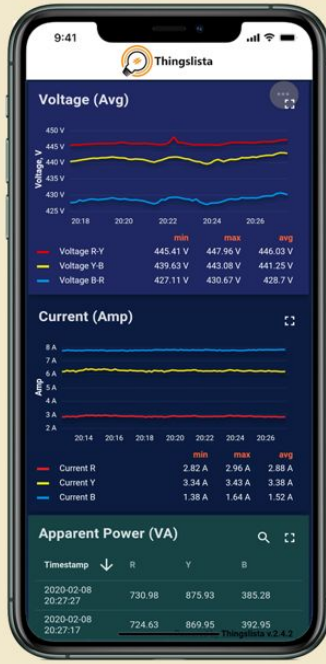 9:41
Thingslista
Voltage (Avg)
450 V
445 V
440 V
435 V
430 V
425 V
Voltage, V
20:18 20:20 20:22 20:24 20:26
min max avg
Voltage R-Y 445.41 V 447.96 V 446.03 V
Voltage Y-B 439.63 V 443.08 V 441.25 V
Voltage B-R 427.11 V 430.67 V 428.7 V
Current (Amp)
8 A
7 A
6 A
5 A
4 A
3 A
2 A
Amp
20:14 20:16 20:18 20:20 20:22 20:24 20:26
min max avg
Current R 2.82 A 2.96 A 2.88 A
Current Y 3.34 A 3.43 A 3.38 A
Current B 1.38 A 1.64 A 1.52 A
Apparent Power (VA)
Timestamp R Y B
2020-02-08
20:27:27 730.98 875.93 385.28
2020-02-08
20:27:17 724.63 869.95 392.95
Thingslista v.2.4.2